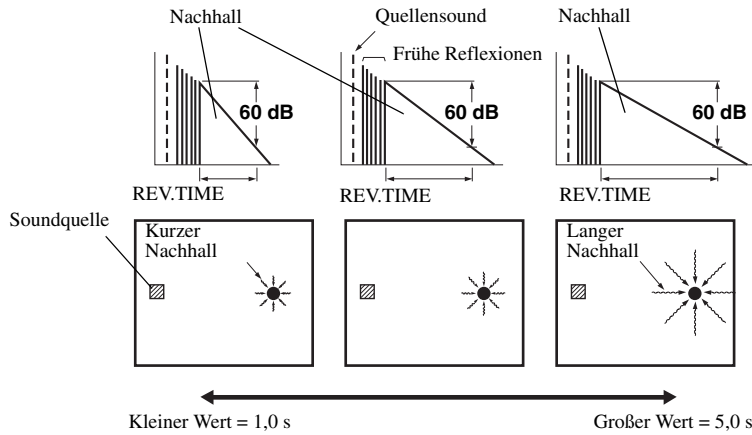 Nachhall
Quellensound
Nachhall
Frühe Reflexionen
60 dB
60 dB
60 dB
REV.TIME
REV.TIME
REV.TIME
Soundquelle
Kurzer
Nachhall
Langer
Nachhall
Kleiner Wert = 1,0 s
Großer Wert = 5,0 s